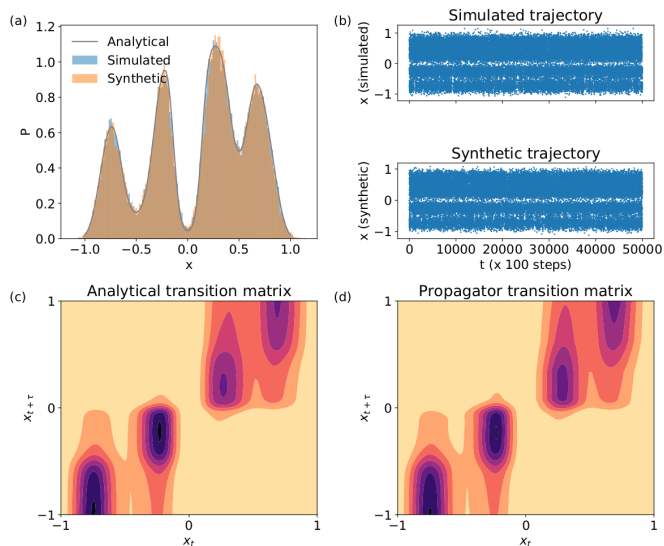 (a)
1.2
1.0
0.8
0.6
0.4
0.2
0.0
P
Analytical
Simulated
Synthetic
−1.0
−0.5
0.0
0.5
1.0
x
(b)
Simulated trajectory
x (simulated)
1
0
−1
Synthetic trajectory
x (synthetic)
1
0
−1
0
10000
20000
30000
40000
50000
t (x 100 steps)
(c)
Analytical transition matrix
x_{t+τ}
1
0
−1
−1
0
1
x_t
(d)
Propagator transition matrix
x_{t+τ}
1
0
−1
−1
0
1
x_t